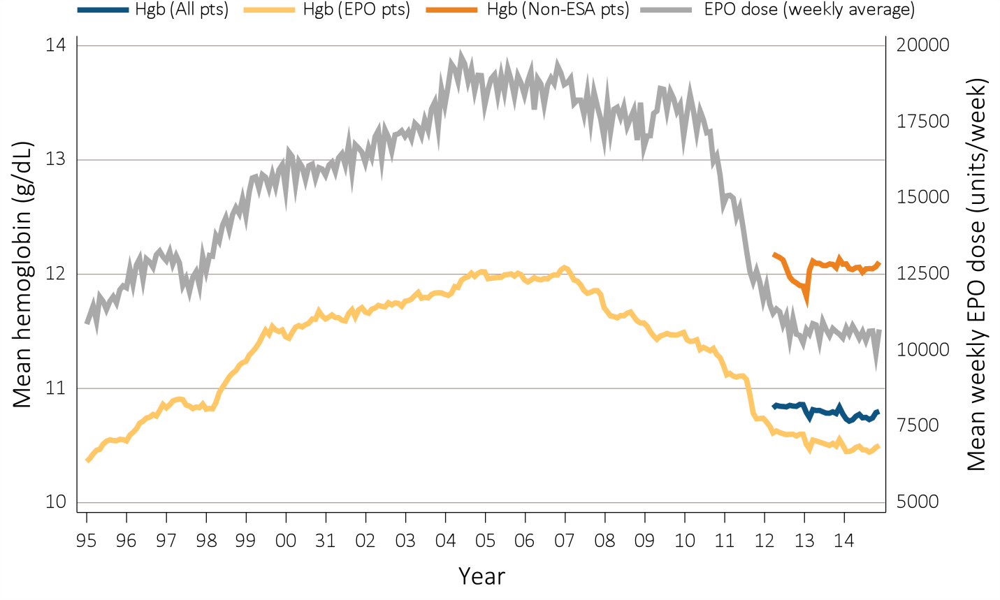 Hgb (All pts) Hgb (EPO pts) Hgb (Non-ESA pts) EPO dose (weekly average)
Mean hemoglobin (g/dL)
14
13
12
11
10
20000
17500
15000
12500
10000
7500
5000
Mean weekly EPO dose (units/week)
95 96 97 98 99 00 31 02 03 04 05 06 07 08 09 10 11 12 13 14
Year